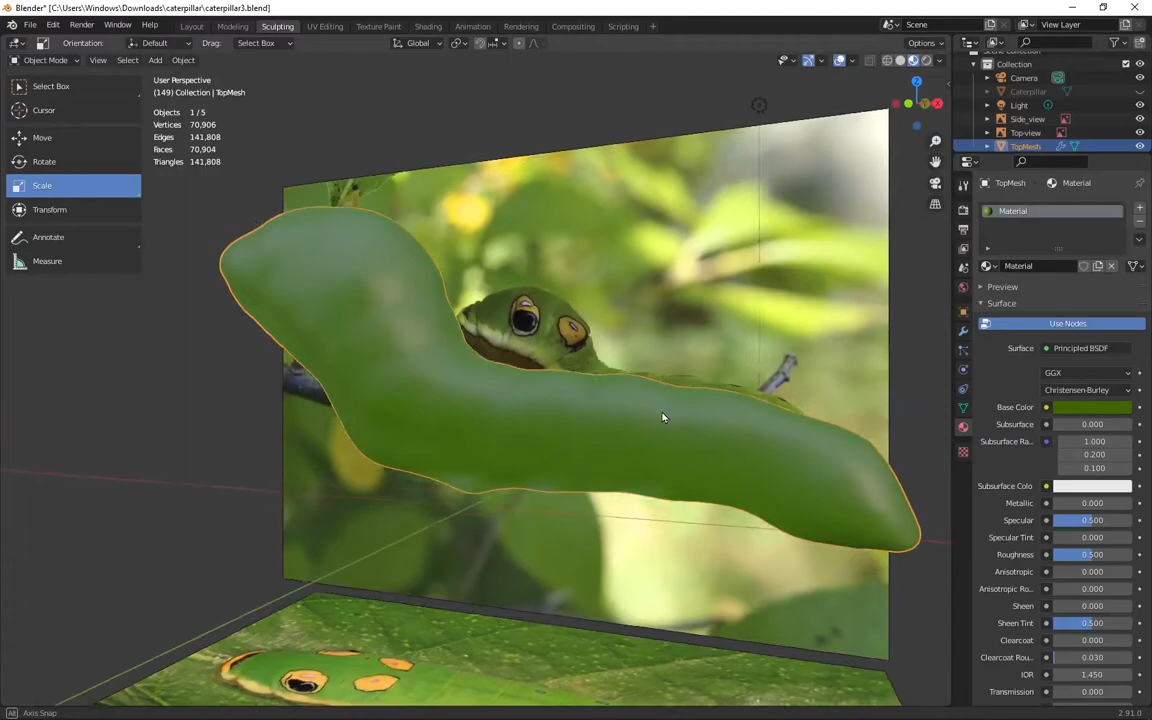 Blender* [C:\Users\Windows\Downloads\caterpillar\caterpillar3.blend]
File Edit Render Window Help Layout Modeling Sculpting UV Editing Texture Paint Shading Animation Rendering Compositing Scripting + Scene View Layer
Orientation: Default Drag: Select Box Global Options
Object Mode View Select Add Object
Select Box
Cursor
Move
Rotate
Scale
Transform
Annotate
Measure
User Perspective
(149) Collection | TopMesh
Objects 1 / 5
Vertices 70,906
Edges 141,808
Faces 70,904
Triangles 141,808
Z
X
Collection
Camera
Caterpillar
Light
Side_view
Top-view
TopMesh
TopMesh Material
Material
Material
Preview
Surface
Use Nodes
Surface Principled BSDF
GGX
Christensen-Burley
Base Color
Subsurface 0.000
Subsurface Ra.. 1.000
0.200
0.100
Subsurface Colo
Metallic 0.000
Specular 0.500
Specular Tint 0.000
Roughness 0.500
Anisotropic 0.000
Anisotropic Ro.. 0.000
Sheen 0.000
Sheen Tint 0.500
Clearcoat 0.000
Clearcoat Rou.. 0.030
IOR 1.450
Transmission 0.000
Alt Axis Snap
2.91.0